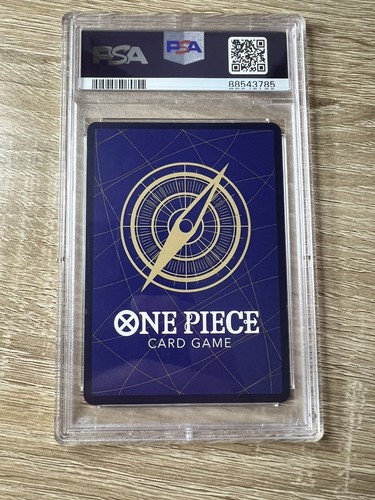 PSA
PSA
88543785
ONE PIECE
CARD GAME